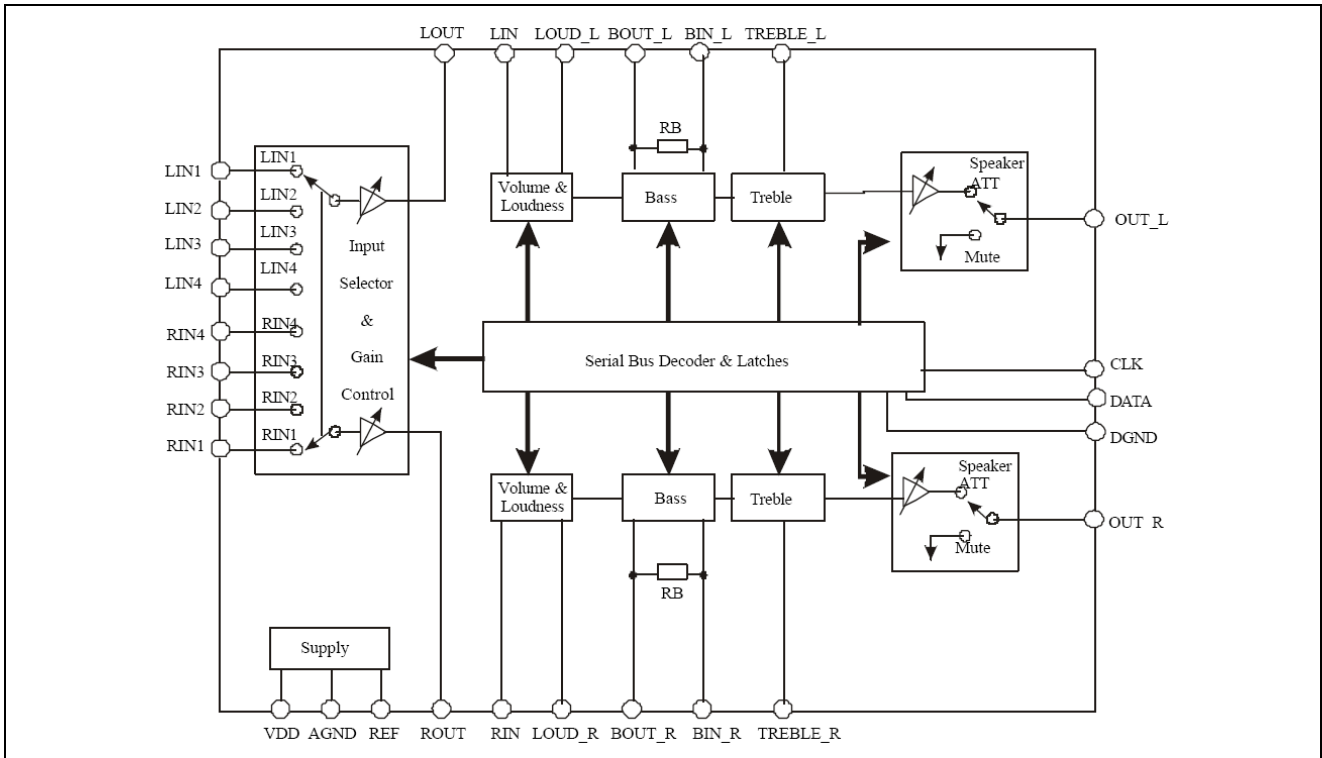 LOUT LIN LOUD_L BOUT_L BIN_L TREBLE_L
RB
LIN1
LIN2
LIN3
LIN4
RIN4
RIN3
RIN2
RIN1
LIN1
LIN2
LIN3
LIN4
RIN4
RIN3
RIN2
RIN1
Input
Selector
&
Gain
Control
Volume &
Loudness
Bass
Treble
Speaker
ATT
Mute
OUT_L
Serial Bus Decoder & Latches
CLK
DATA
DGND
Volume &
Loudness
Bass
Treble
Speaker
ATT
Mute
OUT_R
RB
Supply
VDD AGND REF ROUT RIN LOUD_R BOUT_R BIN_R TREBLE_R